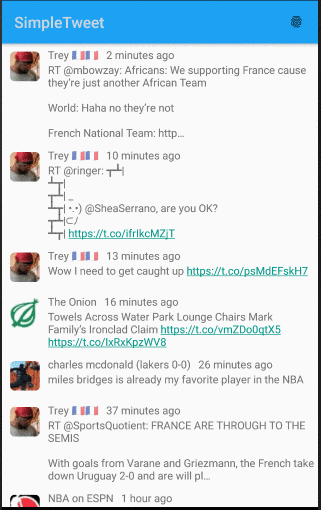 SimpleTweet
Trey 🇫🇷🇫🇷🇫🇷 2 minutes ago
RT @mbowzay: Africans: We supporting France cause
they're just another African Team
World: Haha no they're not
French National Team: http…
Trey 🇫🇷🇫🇷🇫🇷 10 minutes ago
RT @ringer: ┬┴|
┴┬|
┬┴| _
┴┬| •.•) @SheaSerrano, are you OK?
┬┴|⊂/
┴┬| https://t.co/ifrIkcMZjT
Trey 🇫🇷🇫🇷🇫🇷 13 minutes ago
Wow I need to get caught up https://t.co/psMdEFskH7
The Onion 16 minutes ago
Towels Across Water Park Lounge Chairs Mark
Family's Ironclad Claim https://t.co/vmZDo0qtX5
https://t.co/IxRxKpzWV8
charles mcdonald (lakers 0-0) 26 minutes ago
miles bridges is already my favorite player in the NBA
Trey 🇫🇷🇫🇷🇫🇷 37 minutes ago
RT @SportsQuotient: FRANCE ARE THROUGH TO THE
SEMIS
With goals from Varane and Griezmann, the French take
down Uruguay 2-0 and are will pl…
NBA on ESPN 1 hour ago